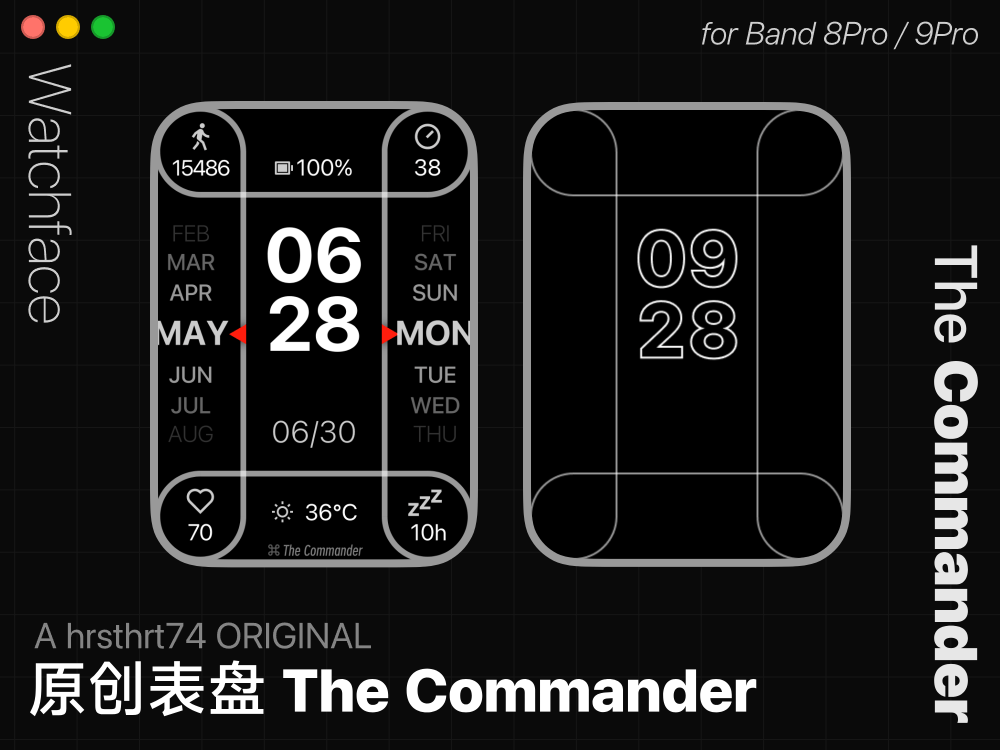 for Band 8Pro / 9Pro
Watchface
15486
100%
38
FEB
MAR
APR
MAY
JUN
JUL
AUG
06
28
06/30
FRI
SAT
SUN
MON
TUE
WED
THU
70
36°C
zzz
10h
⌘ The Commander
09
28
The Commander
A hrsthrt74 ORIGINAL
原创表盘 The Commander